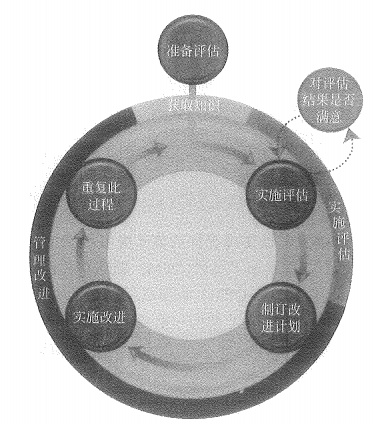 准备评估
获取知识
对评估
结果是否
满意
重复此
过程
实施评估
实施评估
管理改进
实施改进
制订改
进计划